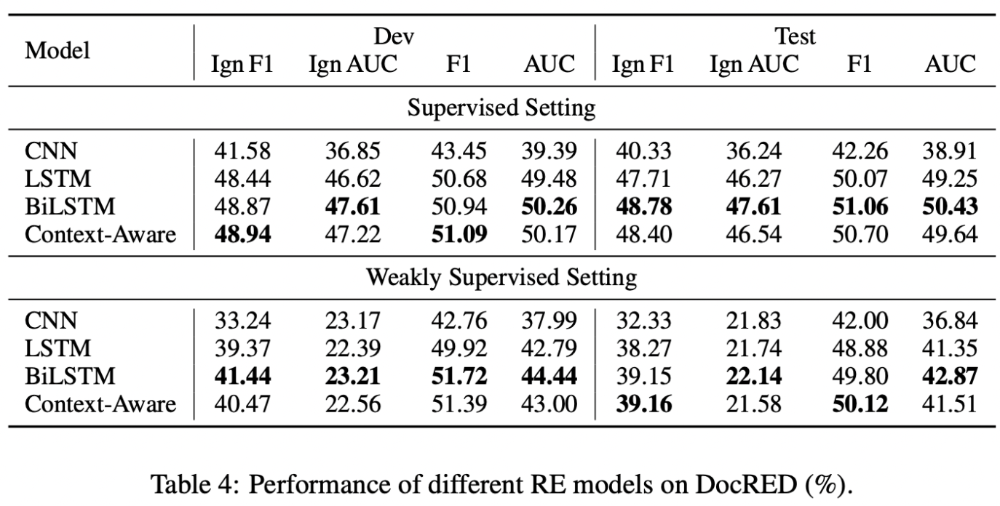 Model Dev Test
Ign F1 Ign AUC F1 AUC Ign F1 Ign AUC F1 AUC
Supervised Setting
CNN 41.58 36.85 43.45 39.39 40.33 36.24 42.26 38.91
LSTM 48.44 46.62 50.68 49.48 47.71 46.27 50.07 49.25
BiLSTM 48.87 47.61 50.94 50.26 48.78 47.61 51.06 50.43
Context-Aware 48.94 47.22 51.09 50.17 48.40 46.54 50.70 49.64
Weakly Supervised Setting
CNN 33.24 23.17 42.76 37.99 32.33 21.83 42.00 36.84
LSTM 39.37 22.39 49.92 42.79 38.27 21.74 48.88 41.35
BiLSTM 41.44 23.21 51.72 44.44 39.15 22.14 49.80 42.87
Context-Aware 40.47 22.56 51.39 43.00 39.16 21.58 50.12 41.51
Table 4: Performance of different RE models on DocRED (%).